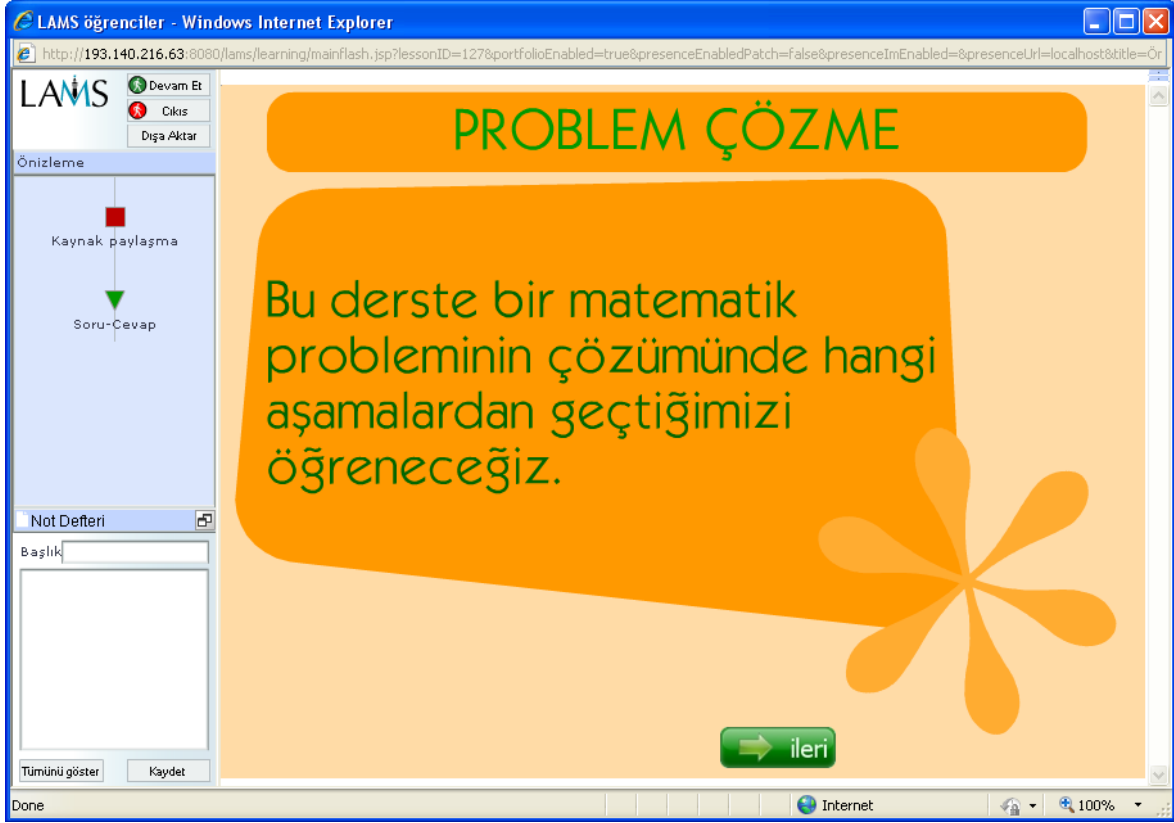 LAMS öğrenciler - Windows Internet Explorer
http://193.140.216.63:8080/lams/learning/mainflash.jsp?lessonID=127&portfolioEnabled=true&presenceEnabledPatch=false&presenceImEnabled=&presenceUrl=localhost&title=Ör
LAMS
Devam Et
Cıkıs
Dışa Aktar
Önizleme
Kaynak paylaşma
Soru-Cevap
Not Defteri
Başlık
Tümünü göster
Kaydet
PROBLEM ÇÖZME
Bu derste bir matematik
probleminin çözümünde hangi
aşamalardan geçtiğimizi
öğreneceğiz.
ileri
Done
Internet
100%